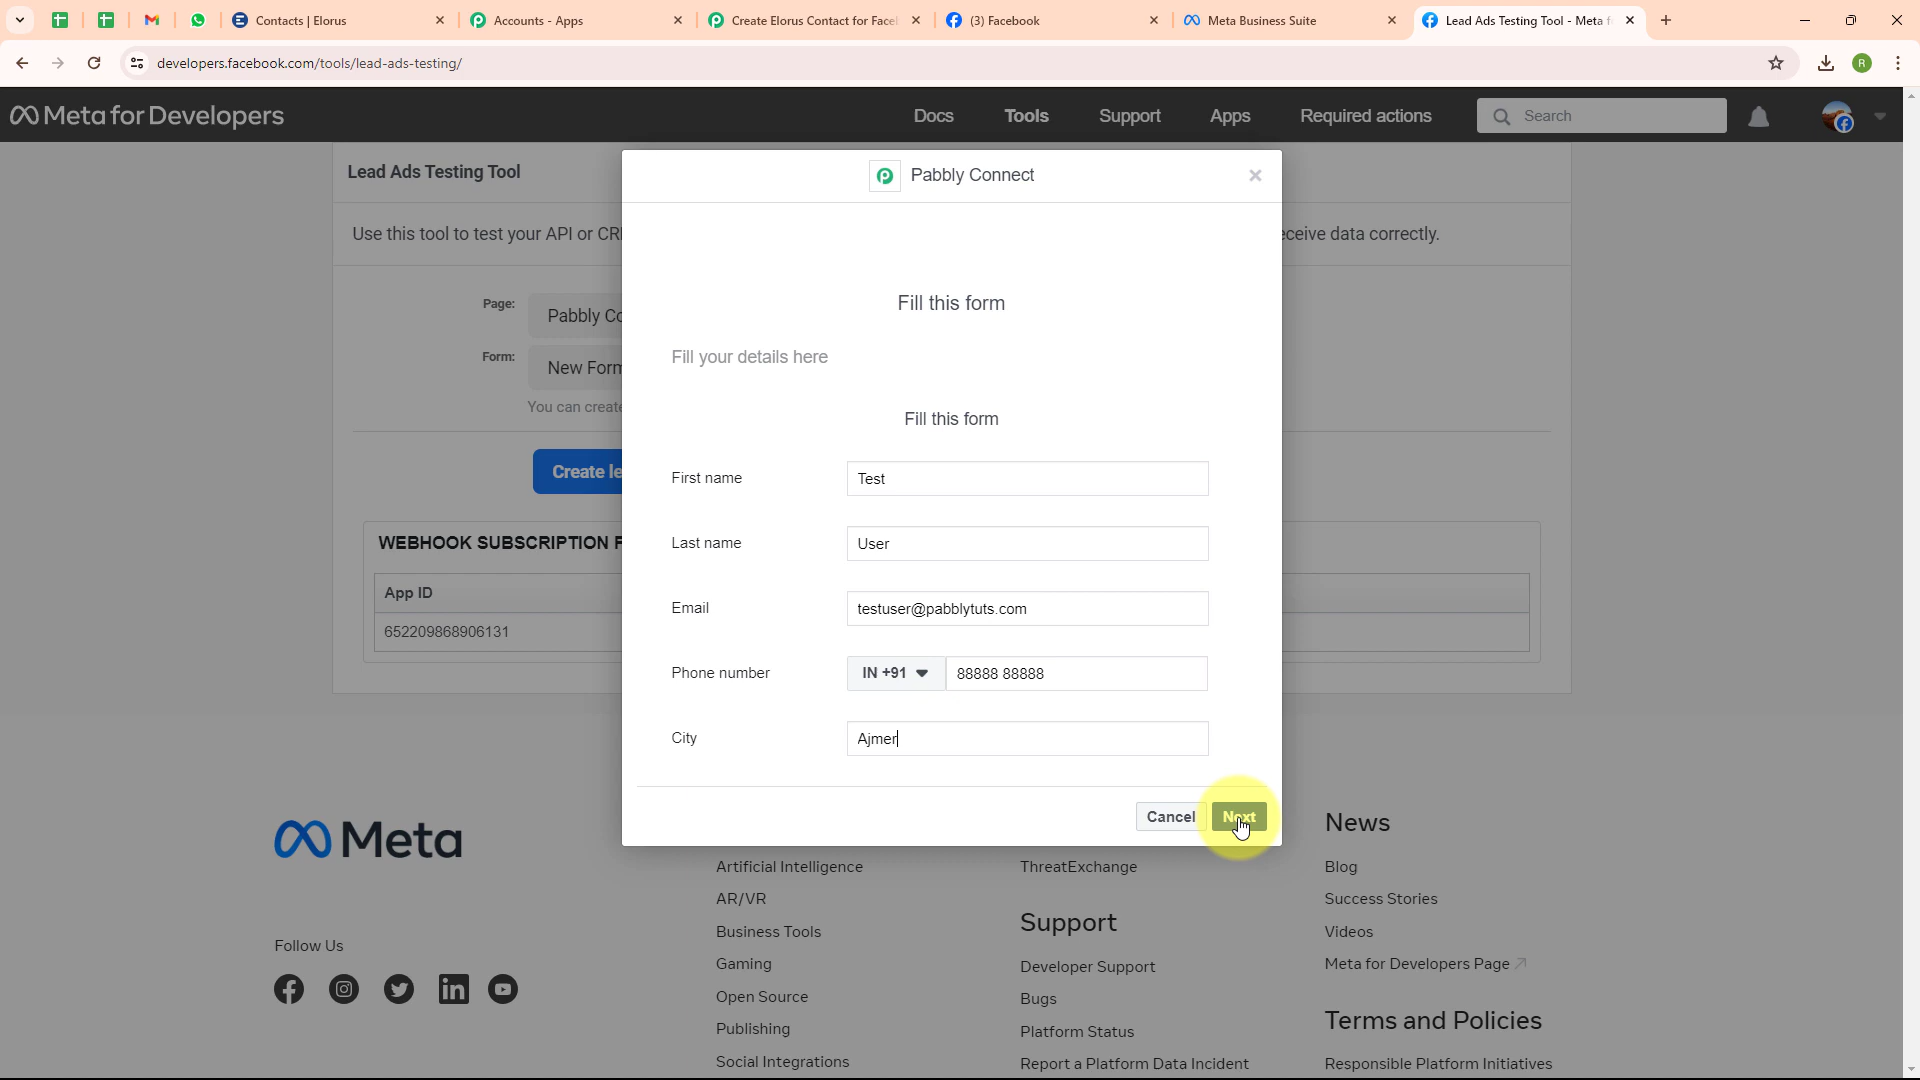 Contacts | Elorus
Accounts - Apps
Create Elorus Contact for Face
(3) Facebook
Meta Business Suite
Lead Ads Testing Tool - Meta f
developers.facebook.com/tools/lead-ads-testing/
R
Meta for Developers
Docs
Tools
Support
Apps
Required actions
Search
Lead Ads Testing Tool
Use this tool to test your API or CR
eceive data correctly.
Page:
Pabbly Co
Form:
New Form
You can create
Create le
WEBHOOK SUBSCRIPTION F
App ID
652209868906131
Pabbly Connect
Fill this form
Fill your details here
Fill this form
First name
Test
Last name
User
Email
testuser@pabblytuts.com
Phone number
IN +91
88888 88888
City
Ajmer
Cancel
Next
Meta
Follow Us
Artificial Intelligence
AR/VR
Business Tools
Gaming
Open Source
Publishing
Social Integrations
ThreatExchange
Support
Developer Support
Bugs
Platform Status
Report a Platform Data Incident
News
Blog
Success Stories
Videos
Meta for Developers Page
Terms and Policies
Responsible Platform Initiatives